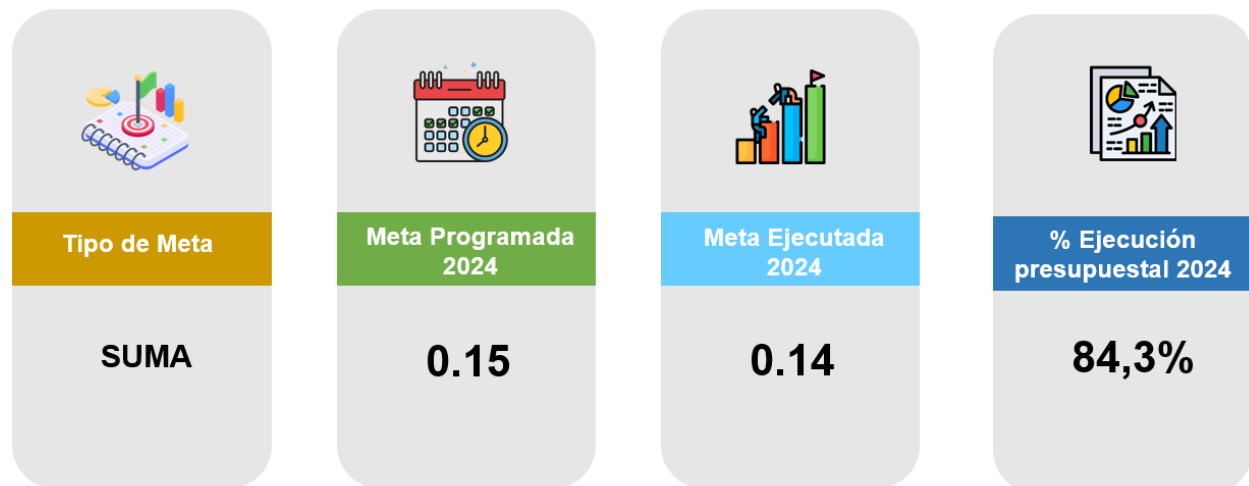 Tipo de Meta
SUMA
Meta Programada
2024
0.15
Meta Ejecutada
2024
0.14
% Ejecución
presupuestal 2024
84,3%